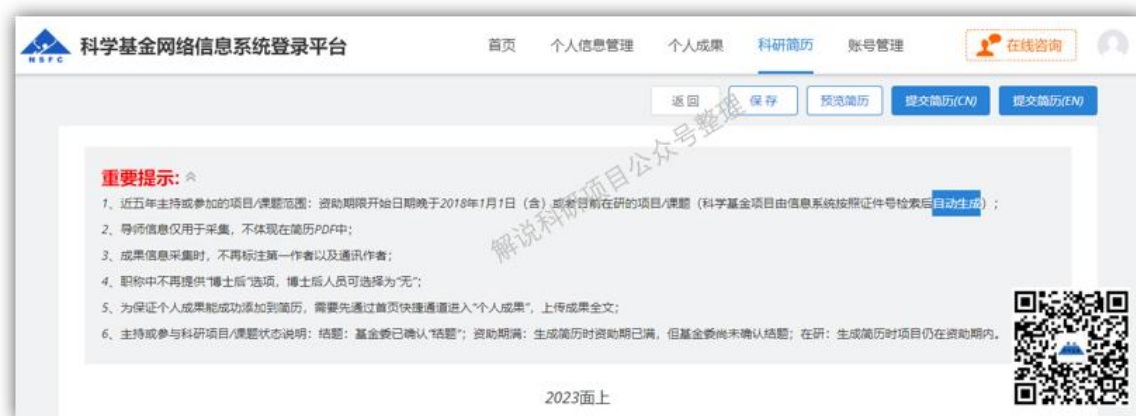 NSFC
科学基金网络信息系统登录平台
首页 个人信息管理 个人成果 科研简历 账号管理 在线咨询
返回 保存 预览简历 提交简历(CN) 提交简历(EN)
重要提示:
1、近五年主持或参加的项目/课题范围：资助期限开始日期晚于2018年1月1日（含）或者目前在研的项目/课题（科学基金项目由信息系统按照证件号检索后自动生成）；
2、导师信息仅用于采集，不体现在简历PDF中；
3、成果信息采集时，不再标注第一作者以及通讯作者；
4、职称中不再提供"博士后"选项，博士后人员可选择为"无"；
5、为保证个人成果能成功添加到简历，需要先通过首页快捷通道进入"个人成果"，上传成果全文；
6、主持或参与科研项目/课题状态说明：结题：基金委已确认"结题"；资助期满：生成简历时资助期已满，但基金委尚未确认结题；在研：生成简历时项目仍在资助期内。
解说科研项目公众号整理
2023面上